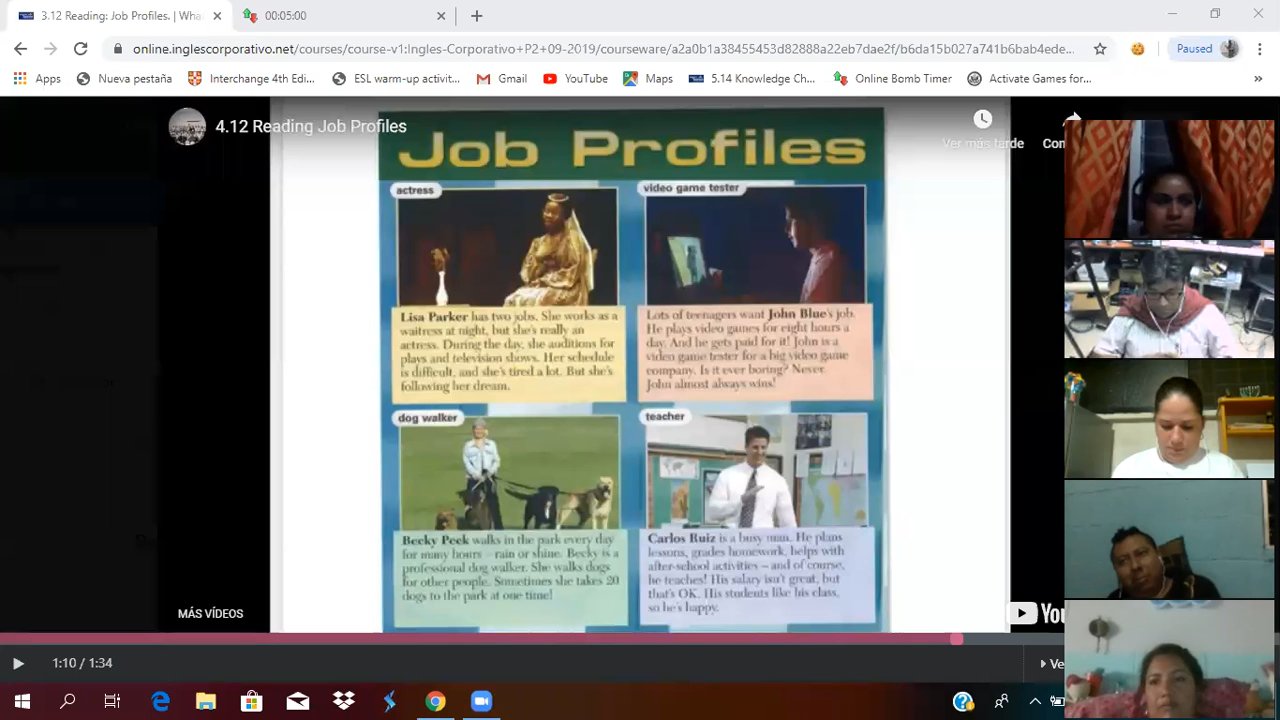 3.12 Reading: Job Profiles. | Wha
00:05:00
online.inglescorporativo.net/courses/course-v1:Ingles-Corporativo+P2+09-2019/courseware/a2a0b1a38455453d82888a22eb7dae2f/b6da15b027a741b6bab4ede...
Paused
Apps
Nueva pestaña
Interchange 4th Edi...
ESL warm-up activit...
Gmail
YouTube
Maps
5.14 Knowledge Ch...
Online Bomb Timer
Activate Games for...
»
4.12 Reading Job Profiles
Ver más tarde
Com
Job Profiles
actress
video game tester
Lisa Parker has two jobs. She works as a
waitress at night, but she's really an
actress. During the day, she auditions for
plays and television shows. Her schedule
is difficult, and she's tired a lot. But she's
following her dream.
Lots of teenagers want John Blue's job.
He plays video games for eight hours a
day. And he gets paid for it! John is a
video game tester for a big video game
company. Is it ever boring? Never.
John almost always wins!
dog walker
teacher
Becky Peek walks in the park every day
for many hours – rain or shine. Becky is a
professional dog walker. She walks dogs
for other people. Sometimes she takes 20
dogs to the park at one time!
Carlos Ruiz is a busy man. He plans
lessons, grades homework, helps with
after-school activities – and of course,
he teaches! His salary isn't great, but
that's OK. His students like his class,
so he's happy.
MÁS VÍDEOS
You
1:10 / 1:34
Ve